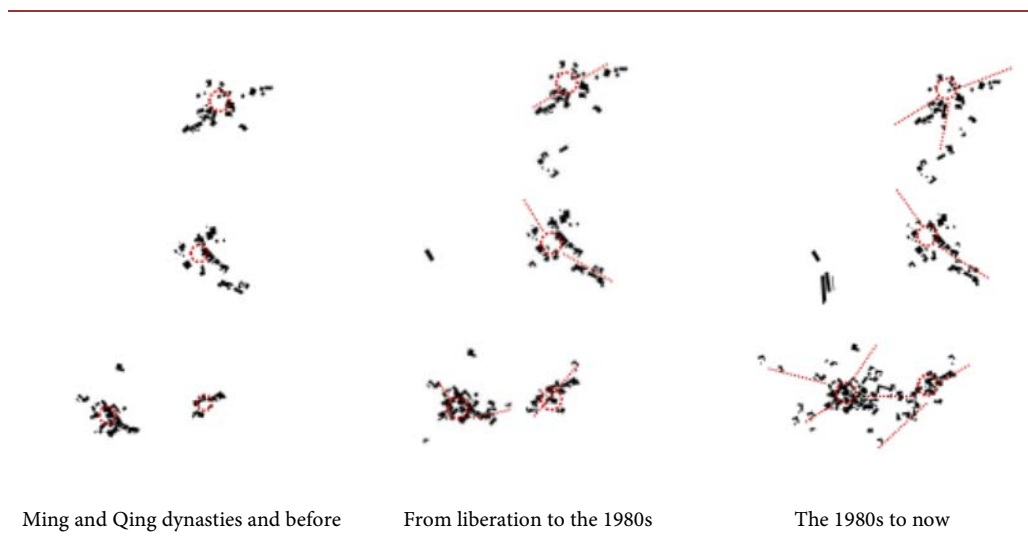 Ming and Qing dynasties and before
From liberation to the 1980s
The 1980s to now